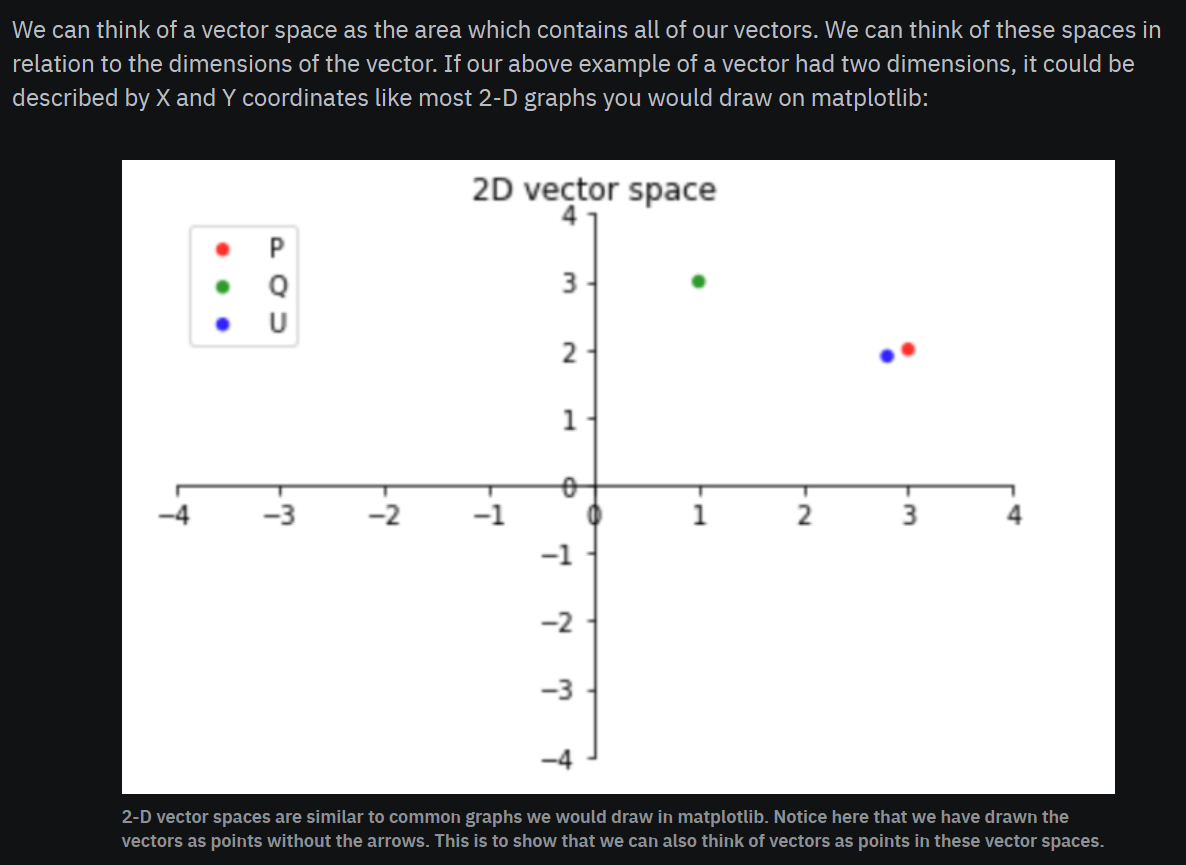 We can think of a vector space as the area which contains all of our vectors. We can think of these spaces in
relation to the dimensions of the vector. If our above example of a vector had two dimensions, it could be
described by X and Y coordinates like most 2-D graphs you would draw on matplotlib:
2D vector space
P
Q
U
4
3
2
1
0
−4
−3
−2
−1
0
1
2
3
4
−1
−2
−3
−4
2-D vector spaces are similar to common graphs we would draw in matplotlib. Notice here that we have drawn the
vectors as points without the arrows. This is to show that we can also think of vectors as points in these vector spaces.